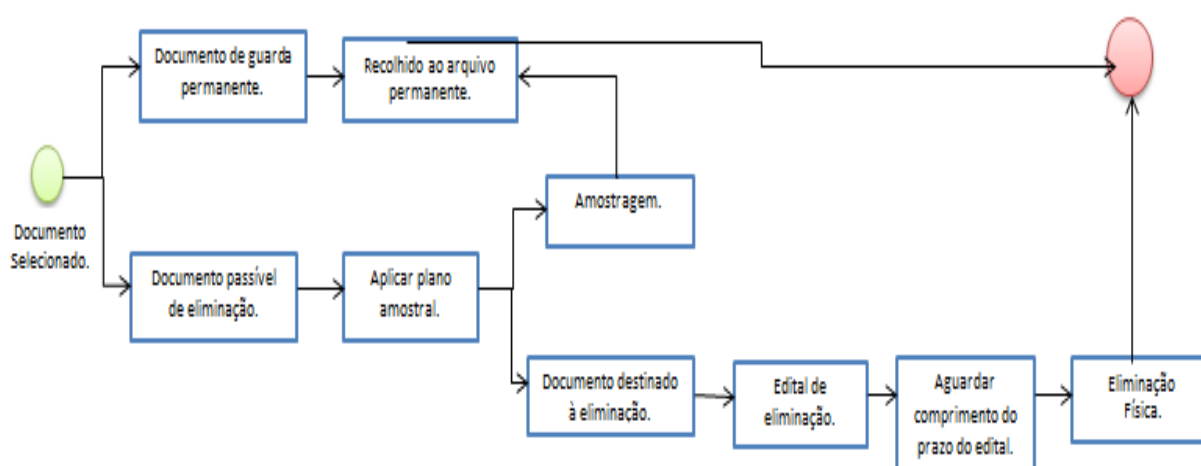 Documento de guarda
permanente.
Recolhido ao arquivo
permanente.
Documento
Selecionado.
Amostragem.
Documento passível
de eliminação.
Aplicar plano
amostral.
Documento destinado
à eliminação.
Edital de
eliminação.
Aguardar
comprimento do
prazo do edital.
Eliminação
Física.